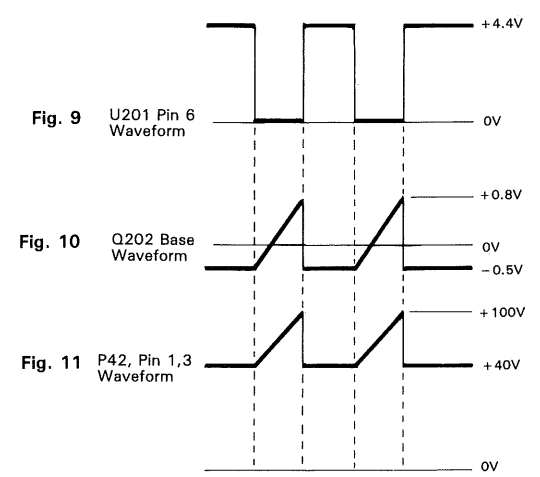 +4.4V
Fig. 9 U201 Pin 6
Waveform
0V
+0.8V
Fig. 10 Q202 Base
Waveform
0V
-0.5V
+100V
Fig. 11 P42, Pin 1,3
Waveform
+40V
0V